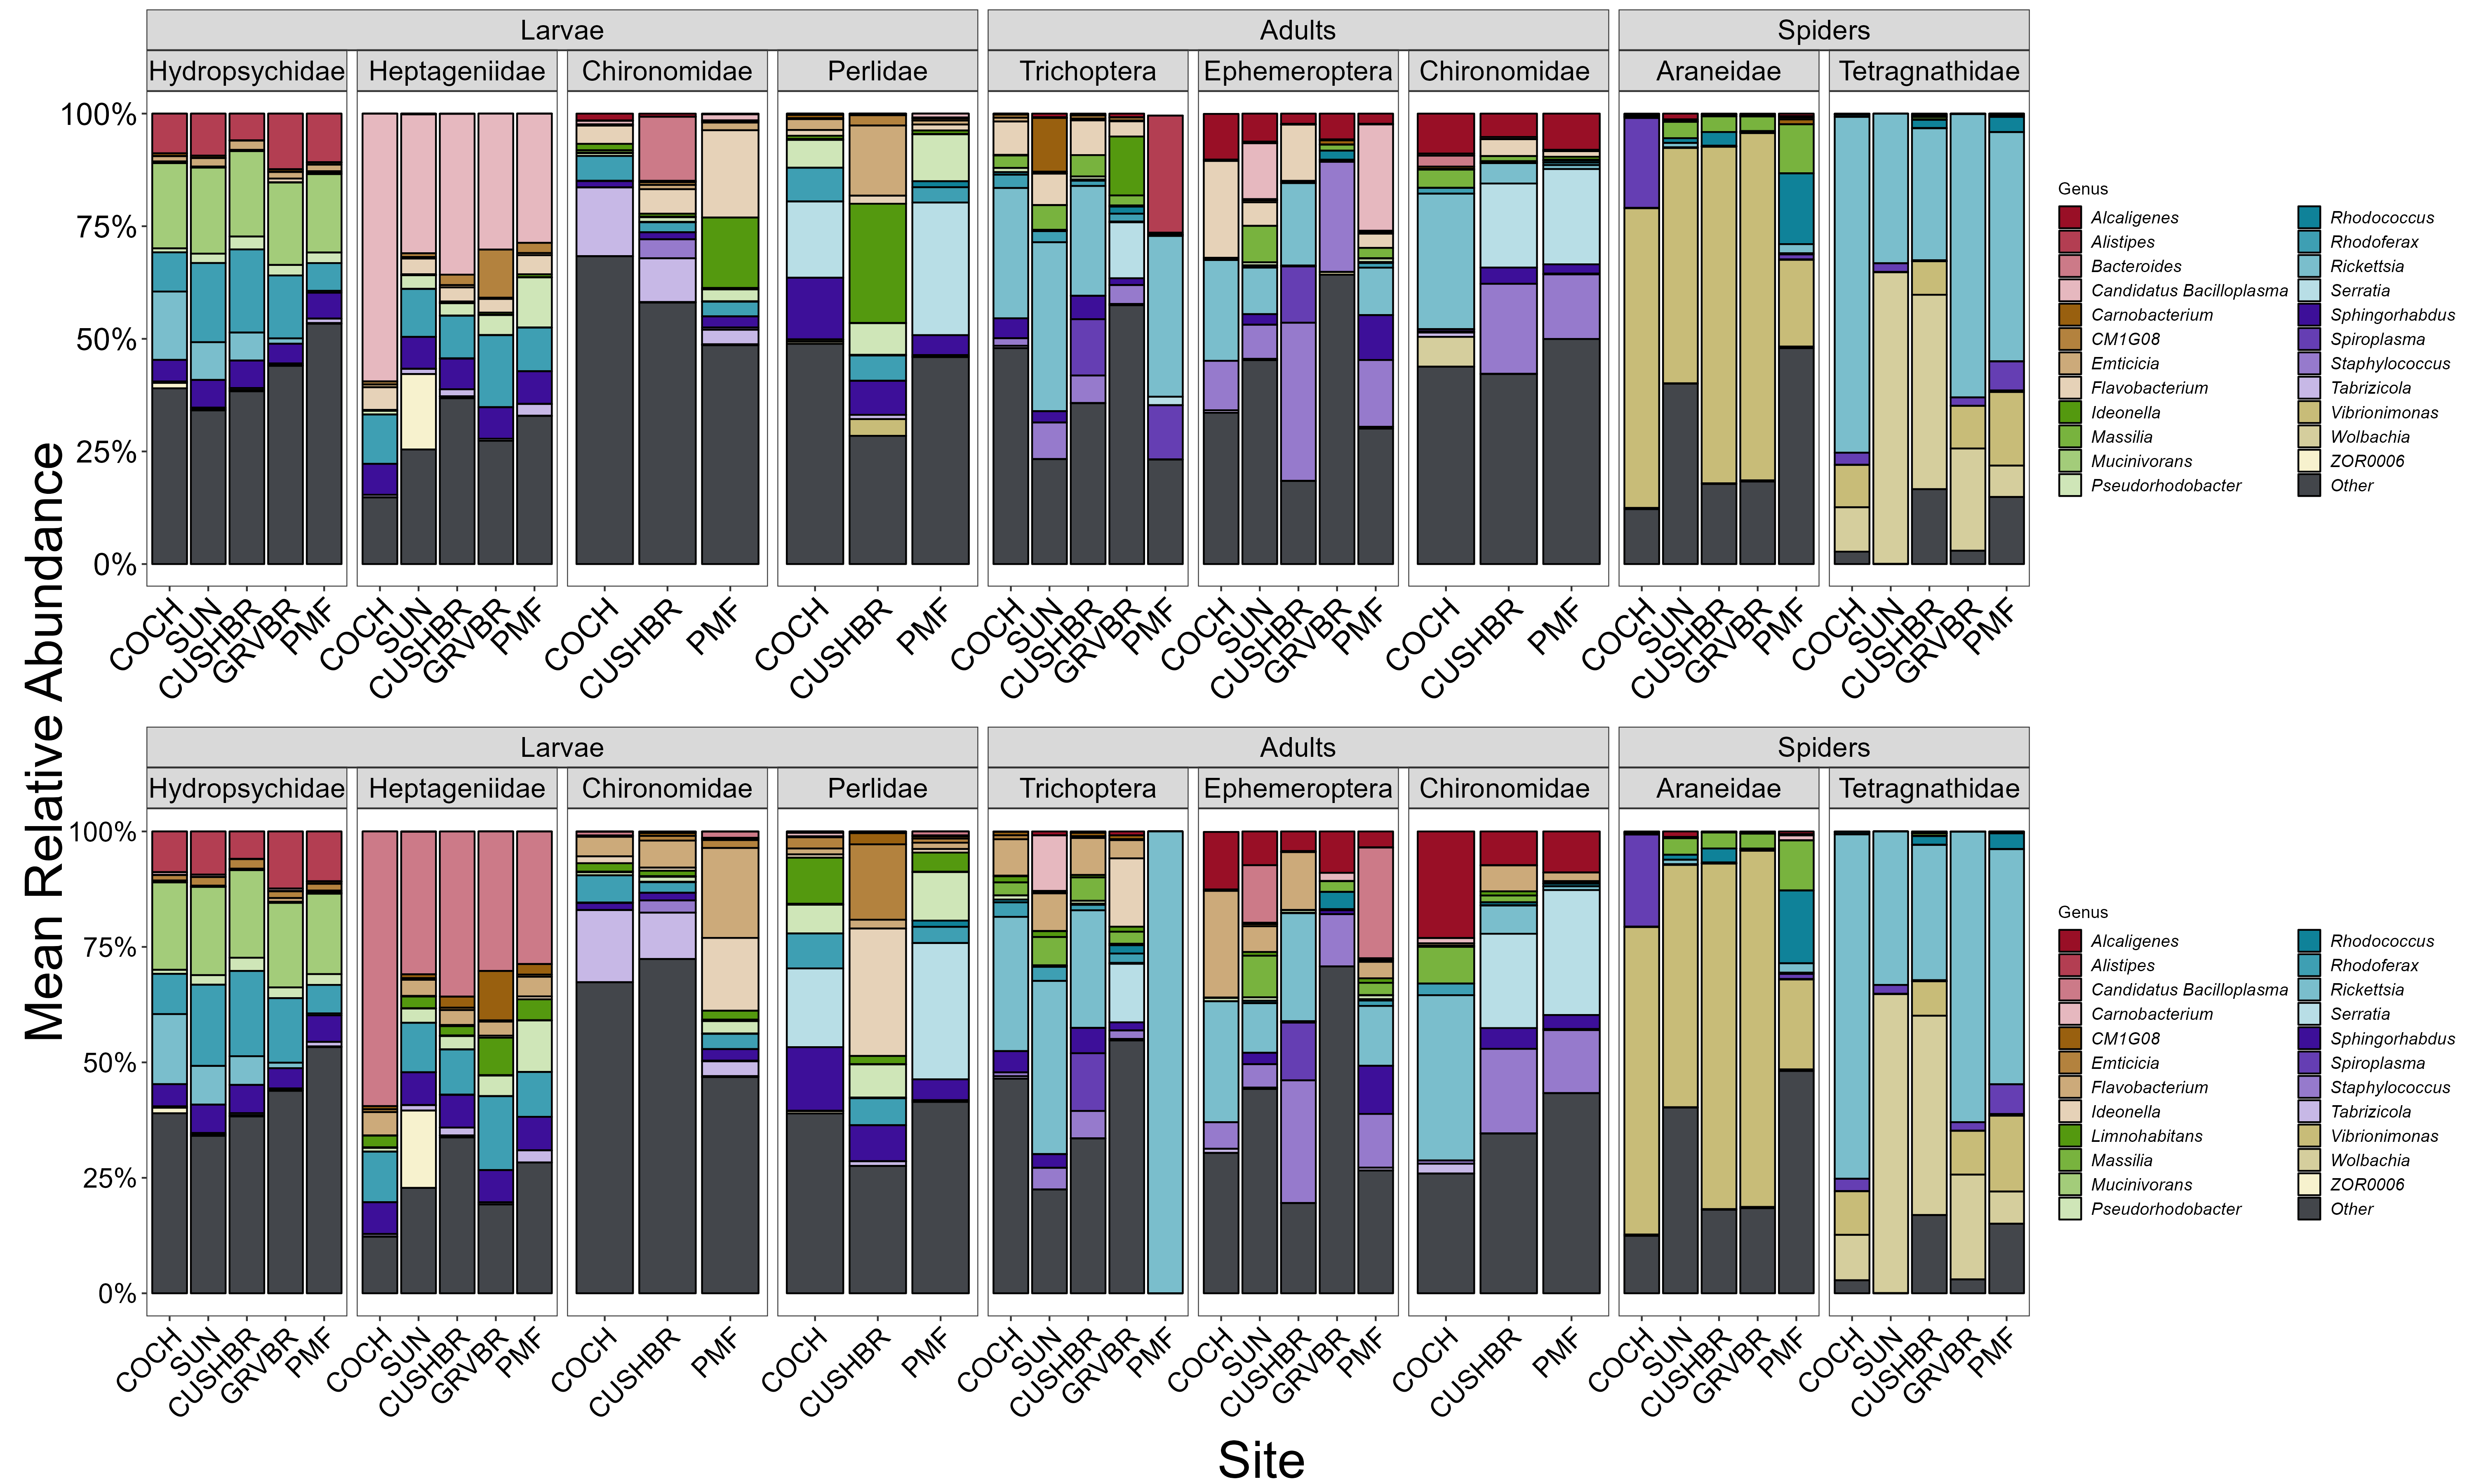 Mean Relative Abundance
Larvae Adults Spiders
Hydropsychidae Heptageniidae Chironomidae Perlidae Trichoptera Ephemeroptera Chironomidae Araneidae Tetragnathidae
100%
75%
50%
25%
0%
COCH SUN CUSHBR GRVBR PMF COCH SUN CUSHBR GRVBR PMF COCH CUSHBR PMF COCH CUSHBR PMF COCH SUN CUSHBR GRVBR PMF COCH SUN CUSHBR GRVBR PMF COCH CUSHBR PMF COCH SUN CUSHBR GRVBR PMF COCH SUN CUSHBR GRVBR PMF
Genus
Alcaligenes Rhodococcus
Alistipes Rhodoferax
Bacteroides Rickettsia
Candidatus Bacilloplasma Serratia
Carnobacterium Sphingorhabdus
CM1G08 Spiroplasma
Emticicia Staphylococcus
Flavobacterium Tabrizicola
Ideonella Vibrionimonas
Massilia Wolbachia
Mucinivorans ZOR0006
Pseudorhodobacter Other
Larvae Adults Spiders
Hydropsychidae Heptageniidae Chironomidae Perlidae Trichoptera Ephemeroptera Chironomidae Araneidae Tetragnathidae
100%
75%
50%
25%
0%
COCH SUN CUSHBR GRVBR PMF COCH SUN CUSHBR GRVBR PMF COCH CUSHBR PMF COCH CUSHBR PMF COCH SUN CUSHBR GRVBR PMF COCH SUN CUSHBR GRVBR PMF COCH CUSHBR PMF COCH SUN CUSHBR GRVBR PMF COCH SUN CUSHBR GRVBR PMF
Genus
Alcaligenes Rhodococcus
Alistipes Rhodoferax
Candidatus Bacilloplasma Rickettsia
Carnobacterium Serratia
CM1G08 Sphingorhabdus
Emticicia Spiroplasma
Flavobacterium Staphylococcus
Ideonella Tabrizicola
Limnohabitans Vibrionimonas
Massilia Wolbachia
Mucinivorans ZOR0006
Pseudorhodobacter Other
Site